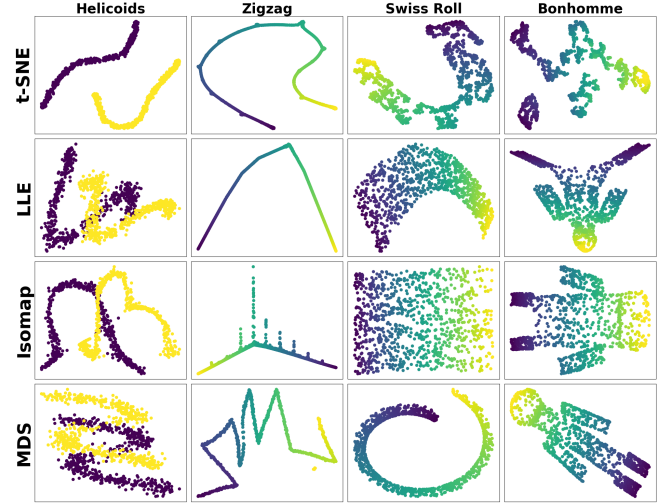 Helicoids Zigzag Swiss Roll Bonhomme
t-SNE
LLE
Isomap
MDS